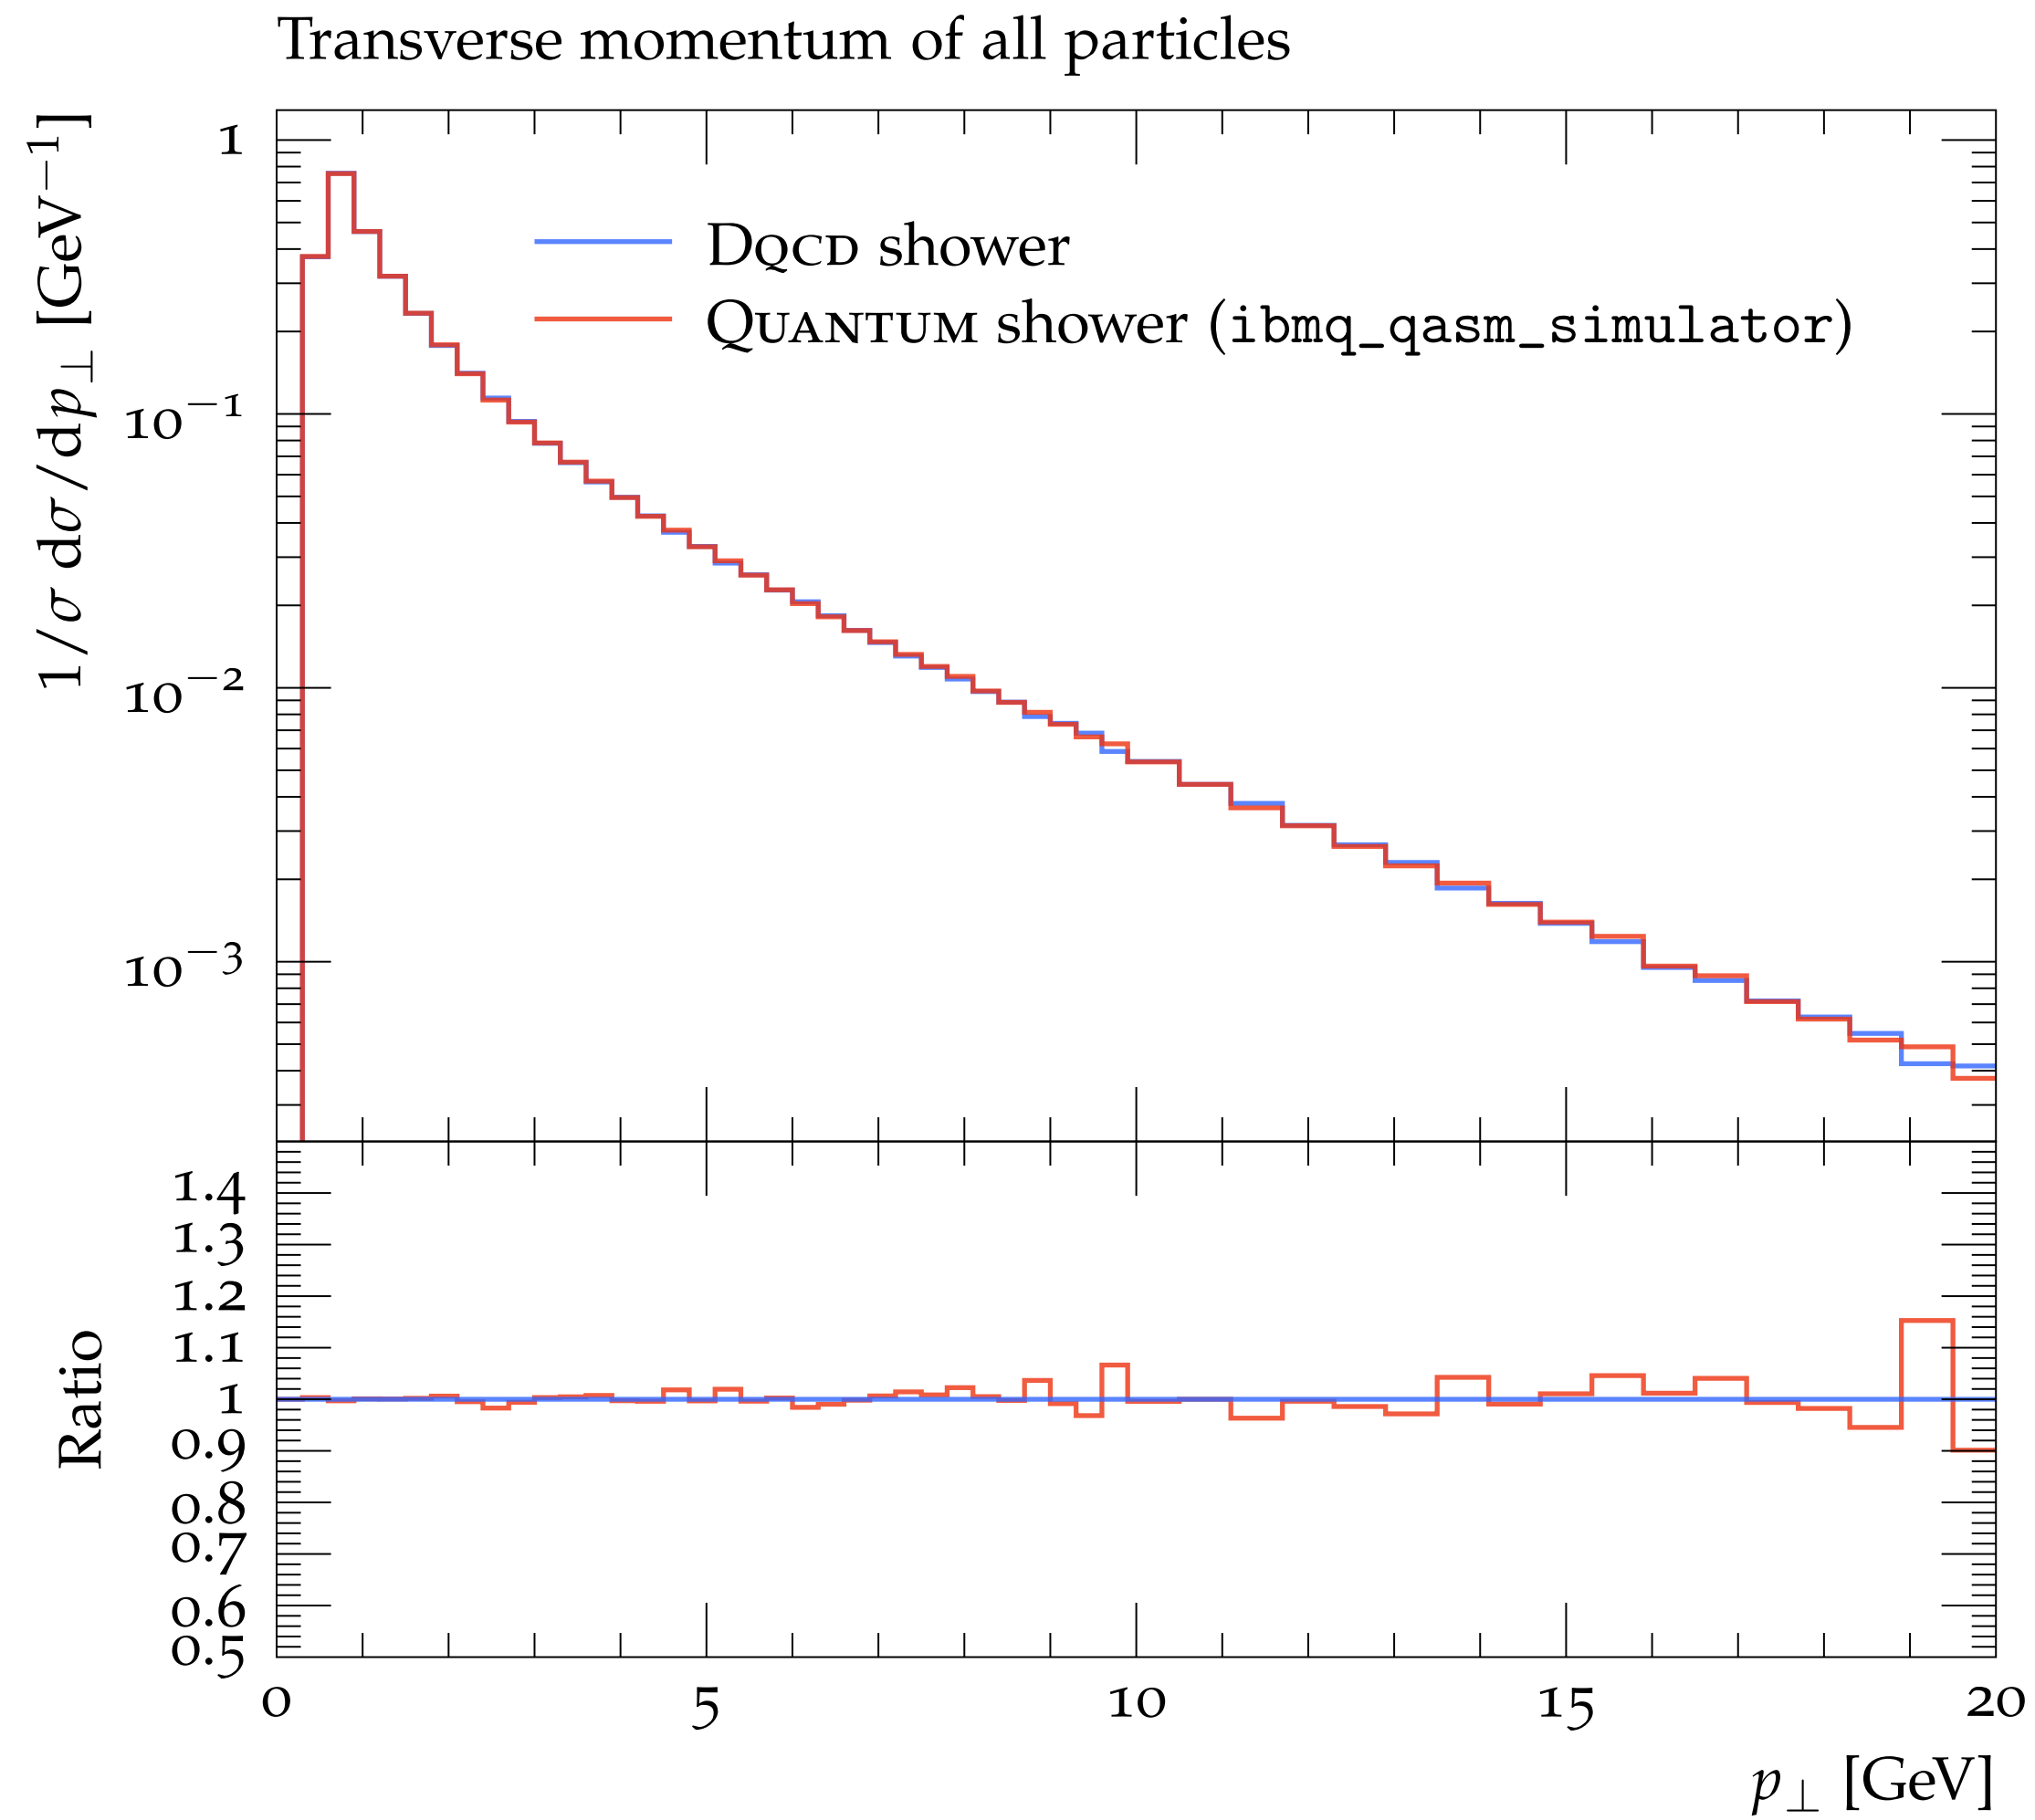 Transverse momentum of all particles
1/σ dσ/dp⊥ [GeV⁻¹]
1
10⁻¹
10⁻²
10⁻³
DQCD shower
QUANTUM shower (ibmq_qasm_simulator)
Ratio
1.4
1.3
1.2
1.1
1
0.9
0.8
0.7
0.6
0.5
0 5 10 15 20
p⊥ [GeV]